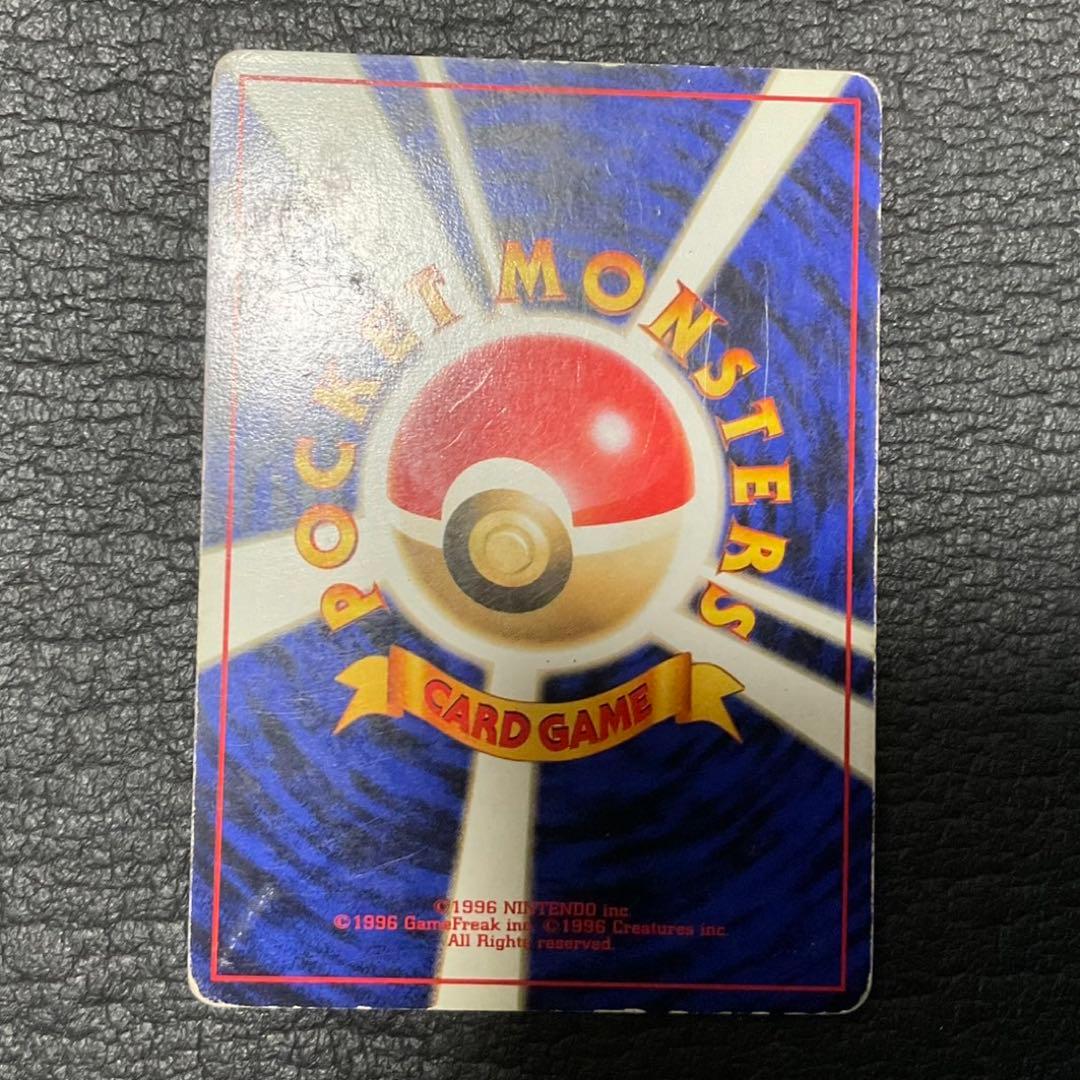 POCKET MONSTERS
CARD GAME
©1996 NINTENDO inc.
©1996 GameFreak inc. ©1996 Creatures inc.
All Rights reserved.